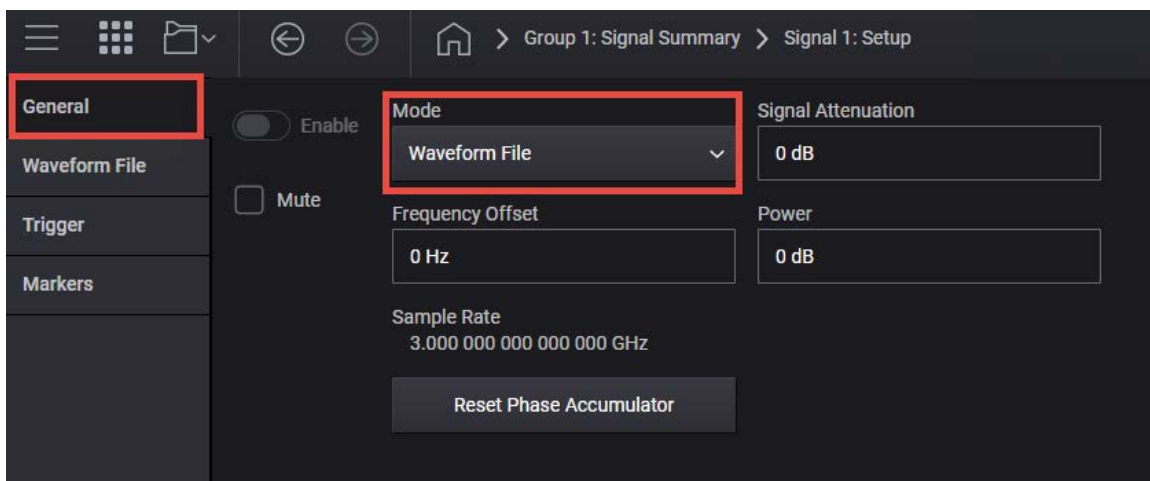 Group 1: Signal Summary > Signal 1: Setup
General
Waveform File
Trigger
Markers
Enable
Mute
Mode
Waveform File
Signal Attenuation
0 dB
Frequency Offset
0 Hz
Power
0 dB
Sample Rate
3.000 000 000 000 000 GHz
Reset Phase Accumulator